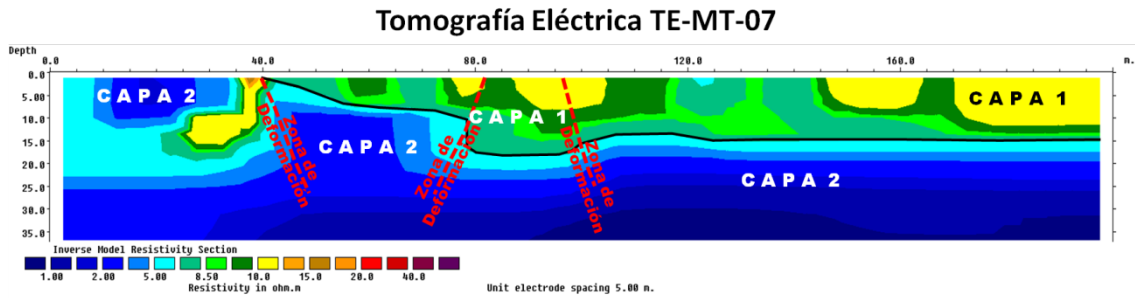 Tomografía Eléctrica TE-MT-07
Depth
0.0 40.0 80.0 120.0 160.0 m.
0.0
5.00
10.0
15.0
20.0
25.0
30.0
35.0
CAPA 2
CAPA 1
CAPA 1
CAPA 2
CAPA 2
Zona de
Deformación
Zona de
Deformación
Zona de
Deformación
Inverse Model Resistivity Section
1.00 2.00 5.00 8.50 10.0 15.0 20.0 40.0
Resistivity in ohm.m
Unit electrode spacing 5.00 m.